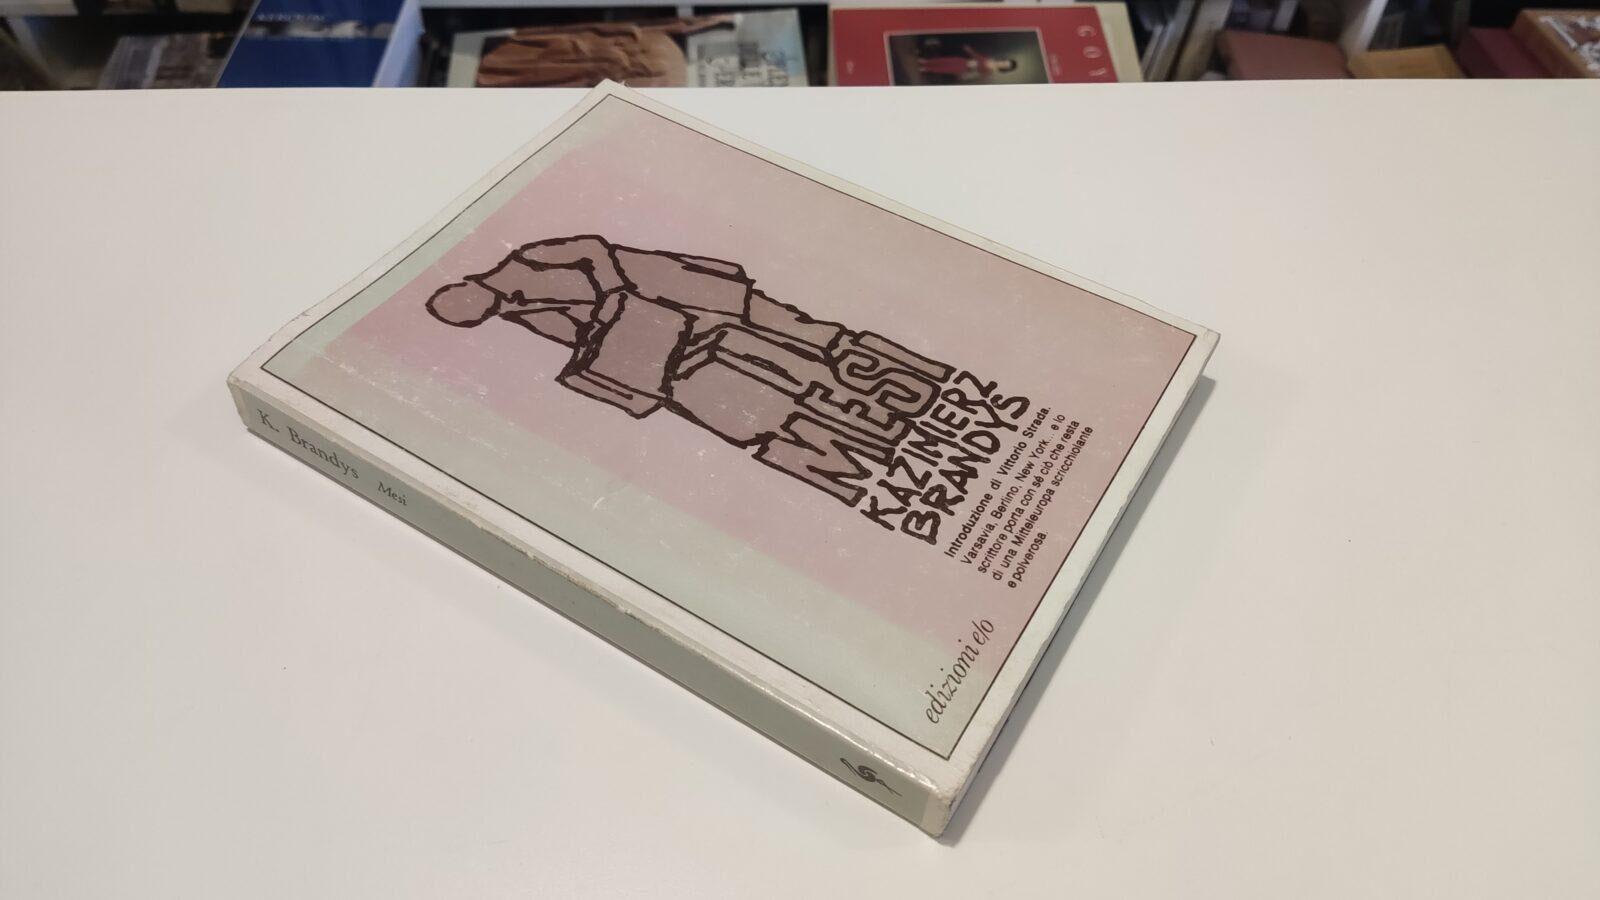 MESI
KAZIMIERZ
BRANDYS
Introduzione di Vittorio Strada.
Varsavia, Berlino, New York... e lo
scrittore porta con sé ciò che resta
di una Mitteleuropa scricchiolante
e polverosa.
edizioni e/o
K. Brandys Mesi